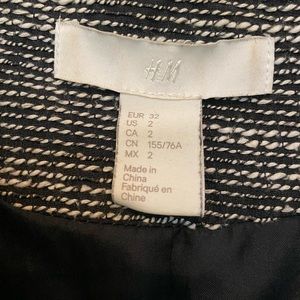 H&M
EUR 32
US 2
CA 2
CN 155/76A
MX 2
Made in
China
Fabriqué en
Chine